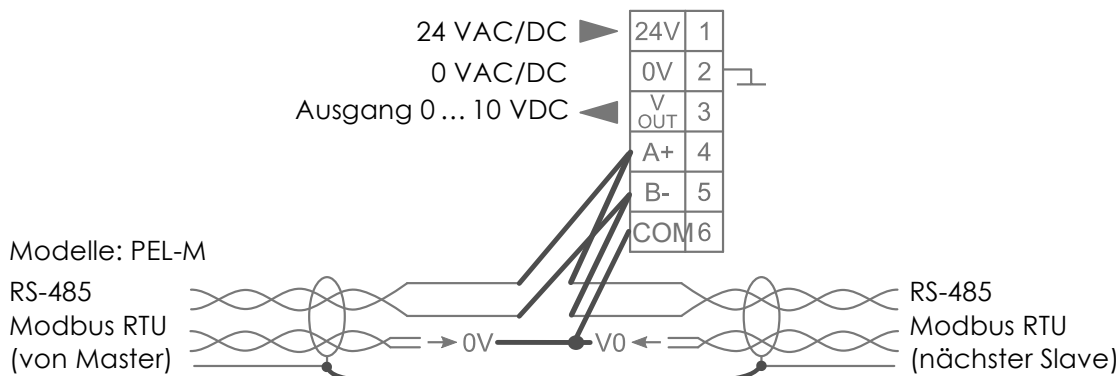 24 VAC/DC 24V 1
0 VAC/DC 0V 2
Ausgang 0 ... 10 VDC V OUT 3
A+ 4
B- 5
COM 6
Modelle: PEL-M
RS-485
Modbus RTU
(von Master)
0V
V0
RS-485
Modbus RTU
(nächster Slave)